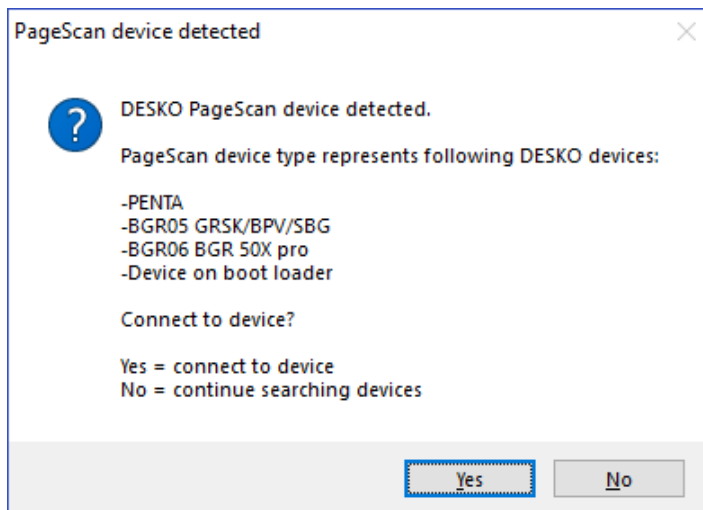 PageScan device detected
DESKO PageScan device detected.
PageScan device type represents following DESKO devices:
-PENTA
-BGR05 GRSK/BPV/SBG
-BGR06 BGR 50X pro
-Device on boot loader
Connect to device?
Yes = connect to device
No = continue searching devices
Yes
No